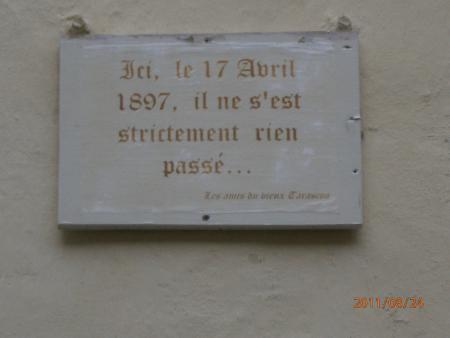 Ici, le 17 Avril
1897, il ne s'est
strictement rien
passé...
Les amis du vieux Tarascon
2011/08/24